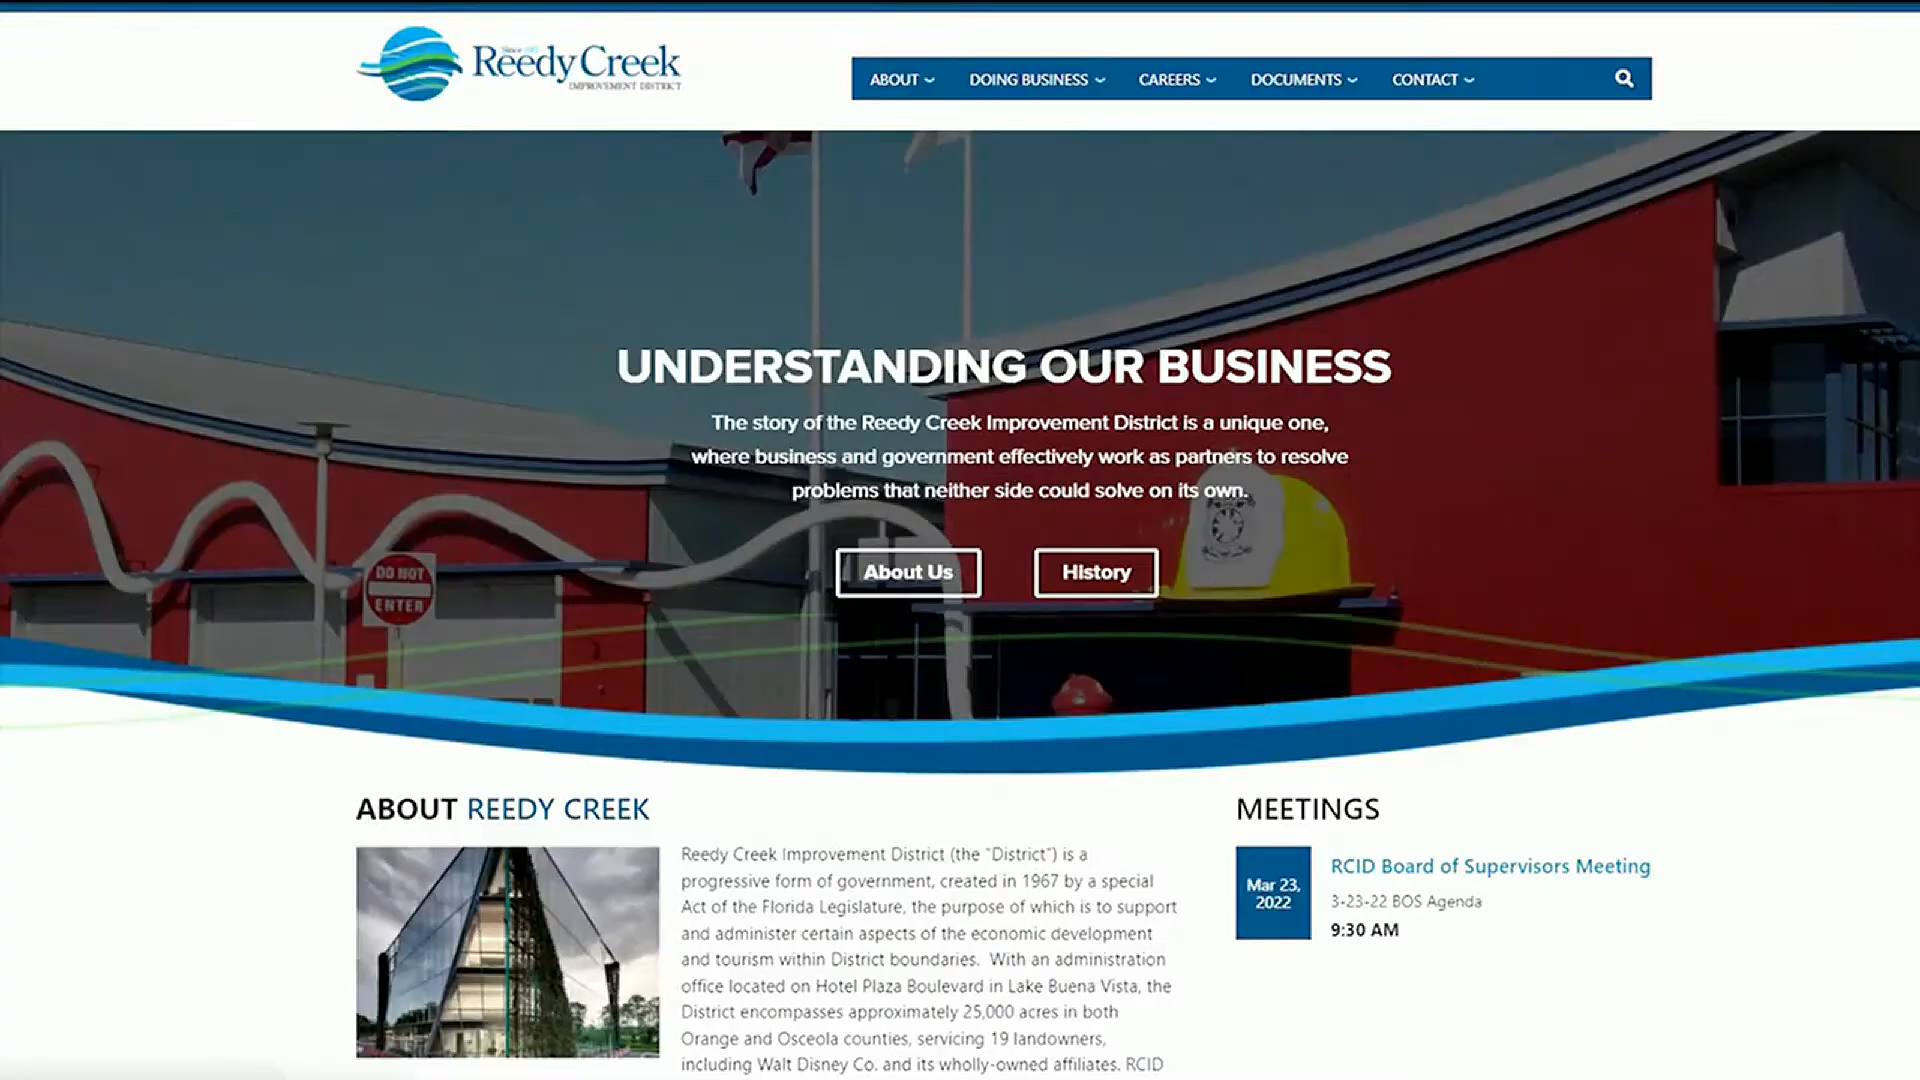 Since 1967
Reedy Creek
IMPROVEMENT DISTRICT
ABOUT DOING BUSINESS CAREERS DOCUMENTS CONTACT
UNDERSTANDING OUR BUSINESS
The story of the Reedy Creek Improvement District is a unique one,
where business and government effectively work as partners to resolve
problems that neither side could solve on its own.
About Us History
DO NOT
ENTER
ABOUT REEDY CREEK
Reedy Creek Improvement District (the "District") is a
progressive form of government, created in 1967 by a special
Act of the Florida Legislature, the purpose of which is to support
and administer certain aspects of the economic development
and tourism within District boundaries. With an administration
office located on Hotel Plaza Boulevard in Lake Buena Vista, the
District encompasses approximately 25,000 acres in both
Orange and Osceola counties, servicing 19 landowners,
including Walt Disney Co. and its wholly-owned affiliates. RCID
MEETINGS
Mar 23,
2022
RCID Board of Supervisors Meeting
3-23-22 BOS Agenda
9:30 AM